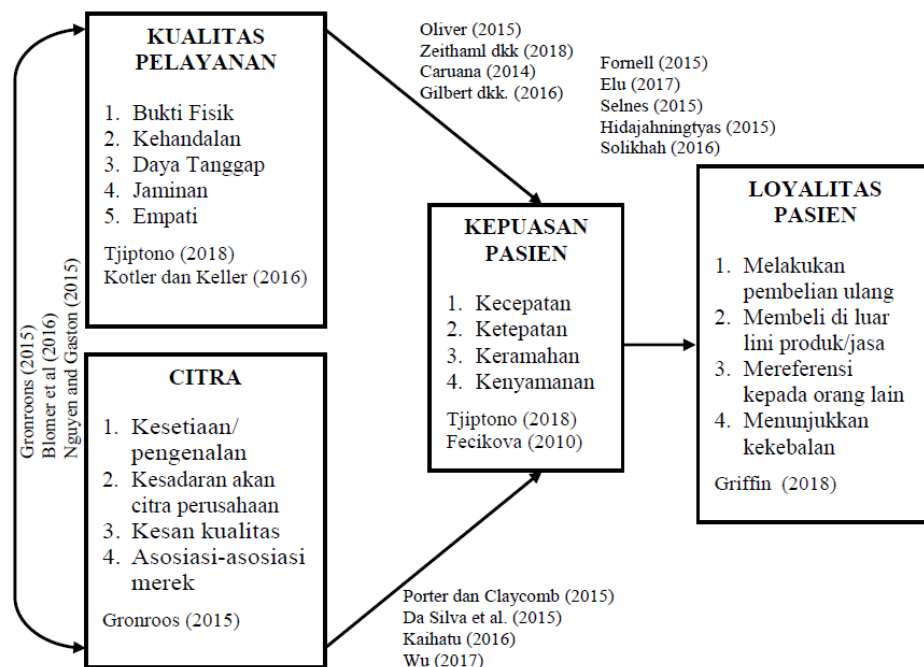 KUALITAS
PELAYANAN
1. Bukti Fisik
2. Kehandalan
3. Daya Tanggap
4. Jaminan
5. Empati
Tjiptono (2018)
Kotler dan Keller (2016)
Gronroons (2015)
Blomer et al (2016)
Nguyen and Gaston (2015)
CITRA
1. Kesetiaan/
pengenalan
2. Kesadaran akan
citra perusahaan
3. Kesan kualitas
4. Asosiasi-asosiasi
merek
Gronroos (2015)
Oliver (2015)
Zeithaml dkk (2018)
Caruana (2014)
Gilbert dkk. (2016)
Porter dan Claycomb (2015)
Da Silva et al. (2015)
Kaihatu (2016)
Wu (2017)
KEPUASAN
PASIEN
1. Kecepatan
2. Ketepatan
3. Keramahan
4. Kenyamanan
Tjiptono (2018)
Fecikova (2010)
Fornell (2015)
Elu (2017)
Selnes (2015)
Hidajahningtyas (2015)
Solikhah (2016)
LOYALITAS
PASIEN
1. Melakukan
pembelian ulang
2. Membeli di luar
lini produk/jasa
3. Mereferensi
kepada orang lain
4. Menunjukkan
kekebalan
Griffin (2018)